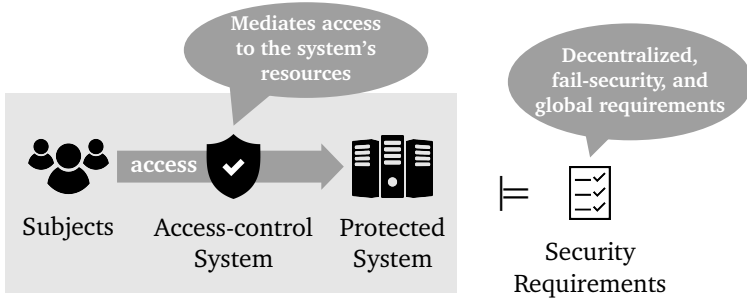 Mediates access
to the system's
resources
Decentralized,
fail-security, and
global requirements
access
Subjects
Access-control
System
Protected
System
⊨
Security
Requirements